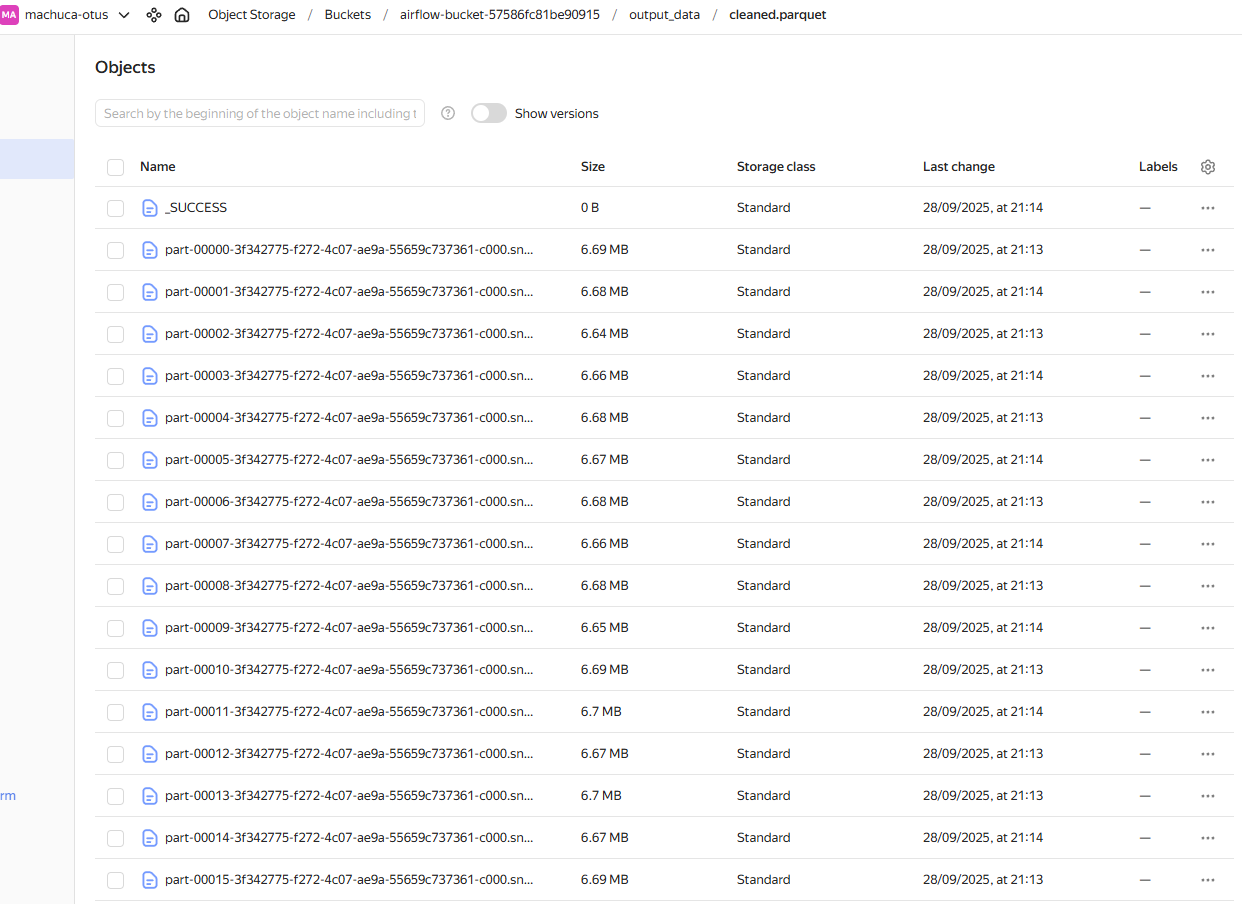 MA machuca-otus Object Storage / Buckets / airflow-bucket-57586fc81be90915 / output_data / cleaned.parquet
Objects
Search by the beginning of the object name including t Show versions
Name Size Storage class Last change Labels
_SUCCESS 0 B Standard 28/09/2025, at 21:14 — ...
part-00000-3f342775-f272-4c07-ae9a-55659c737361-c000.sn... 6.69 MB Standard 28/09/2025, at 21:13 — ...
part-00001-3f342775-f272-4c07-ae9a-55659c737361-c000.sn... 6.68 MB Standard 28/09/2025, at 21:14 — ...
part-00002-3f342775-f272-4c07-ae9a-55659c737361-c000.sn... 6.64 MB Standard 28/09/2025, at 21:13 — ...
part-00003-3f342775-f272-4c07-ae9a-55659c737361-c000.sn... 6.66 MB Standard 28/09/2025, at 21:14 — ...
part-00004-3f342775-f272-4c07-ae9a-55659c737361-c000.sn... 6.68 MB Standard 28/09/2025, at 21:13 — ...
part-00005-3f342775-f272-4c07-ae9a-55659c737361-c000.sn... 6.67 MB Standard 28/09/2025, at 21:14 — ...
part-00006-3f342775-f272-4c07-ae9a-55659c737361-c000.sn... 6.68 MB Standard 28/09/2025, at 21:13 — ...
part-00007-3f342775-f272-4c07-ae9a-55659c737361-c000.sn... 6.66 MB Standard 28/09/2025, at 21:14 — ...
part-00008-3f342775-f272-4c07-ae9a-55659c737361-c000.sn... 6.68 MB Standard 28/09/2025, at 21:13 — ...
part-00009-3f342775-f272-4c07-ae9a-55659c737361-c000.sn... 6.65 MB Standard 28/09/2025, at 21:14 — ...
part-00010-3f342775-f272-4c07-ae9a-55659c737361-c000.sn... 6.69 MB Standard 28/09/2025, at 21:13 — ...
part-00011-3f342775-f272-4c07-ae9a-55659c737361-c000.sn... 6.7 MB Standard 28/09/2025, at 21:14 — ...
part-00012-3f342775-f272-4c07-ae9a-55659c737361-c000.sn... 6.67 MB Standard 28/09/2025, at 21:13 — ...
rm
part-00013-3f342775-f272-4c07-ae9a-55659c737361-c000.sn... 6.7 MB Standard 28/09/2025, at 21:13 — ...
part-00014-3f342775-f272-4c07-ae9a-55659c737361-c000.sn... 6.67 MB Standard 28/09/2025, at 21:14 — ...
part-00015-3f342775-f272-4c07-ae9a-55659c737361-c000.sn... 6.69 MB Standard 28/09/2025, at 21:13 — ...